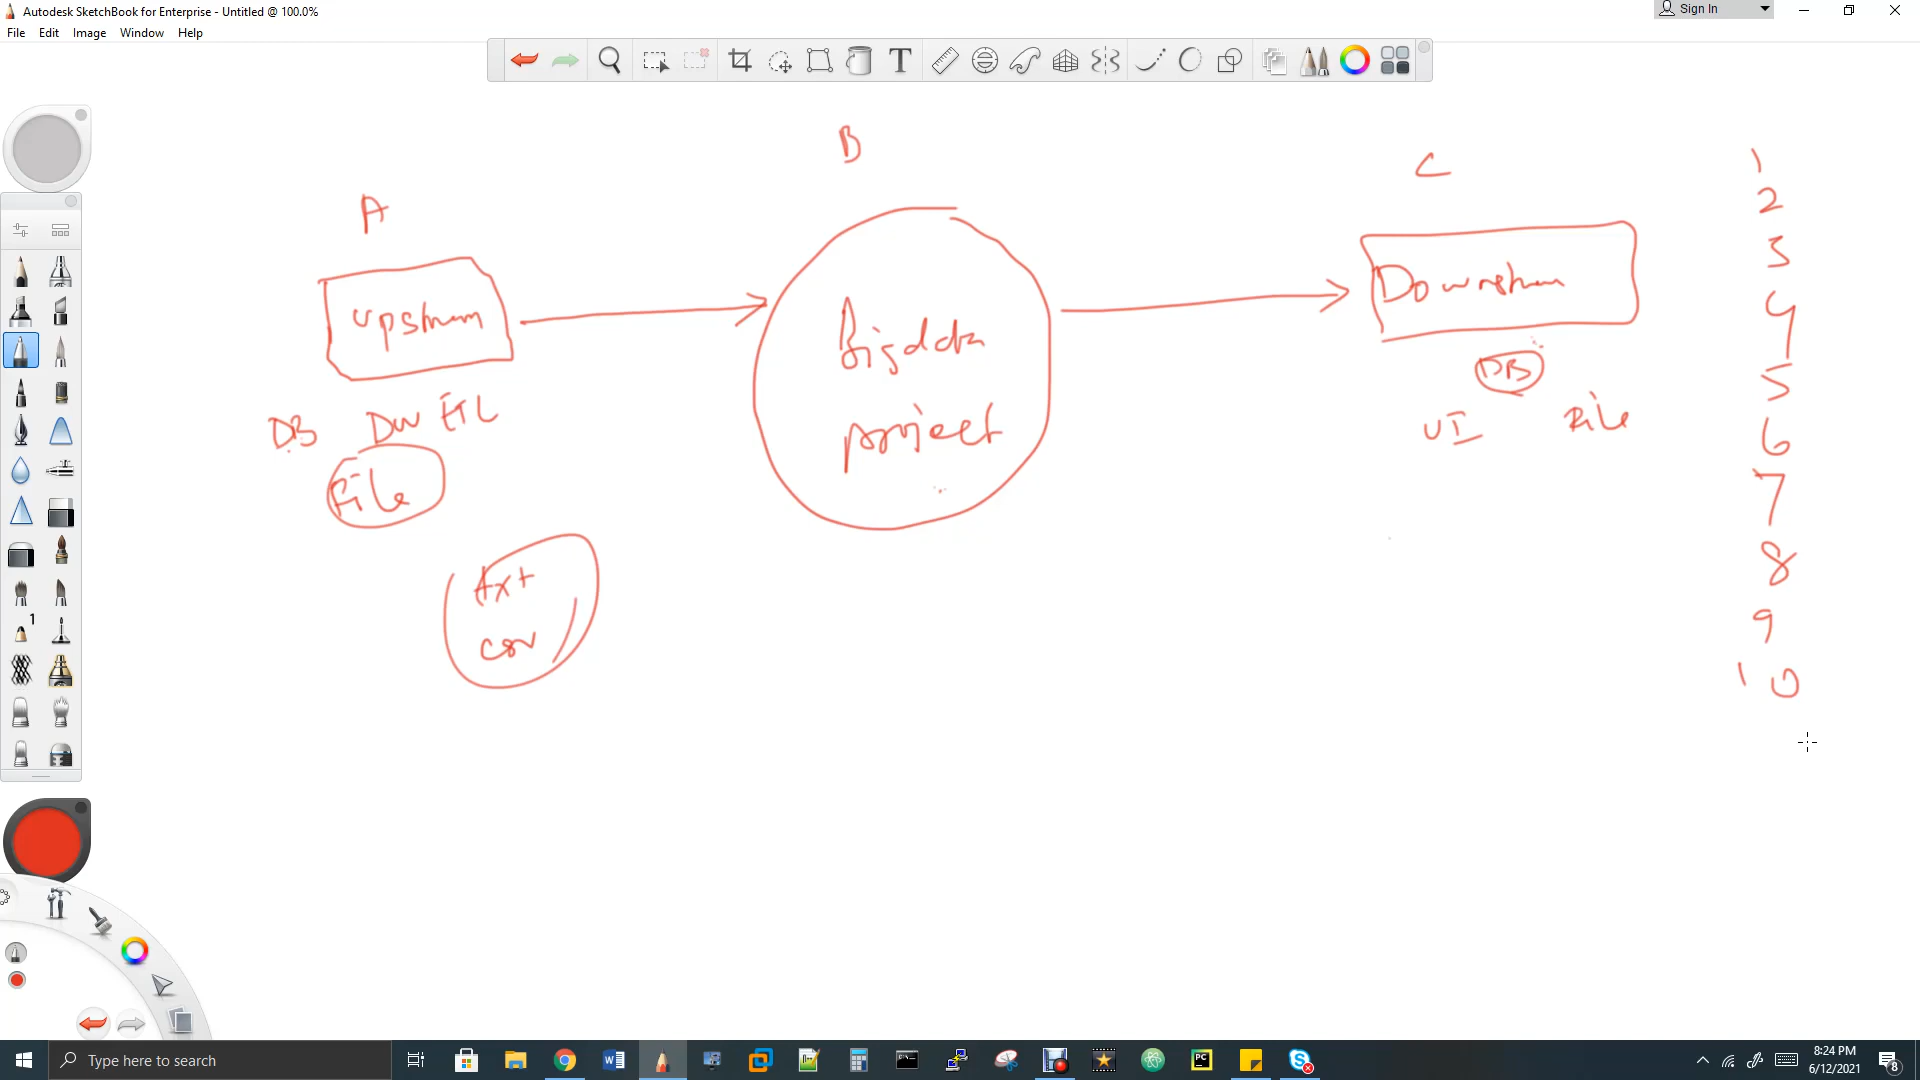 Autodesk SketchBook for Enterprise - Untitled @ 100.0%
Sign In
File Edit Image Window Help
A
B
C
upstream
Bigdata
project
Downstream
DB DW ETL
File
txt
csv
DB
UI File
1
2
3
4
5
6
7
8
9
10
1
Type here to search
8:24 PM
6/12/2021
8